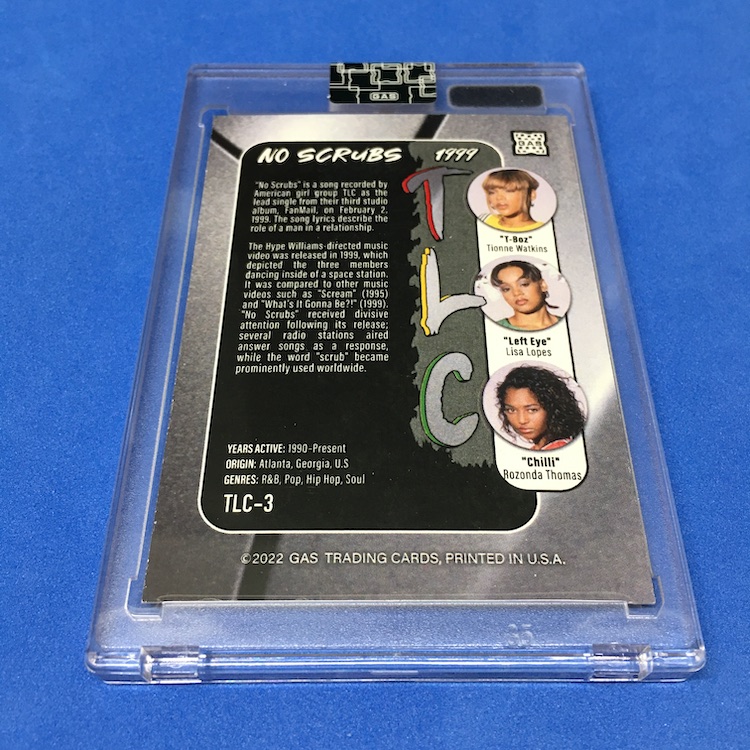 GAS
GAS
NO SCRUBS 1999
"No Scrubs" is a song recorded by
American girl group TLC as the
lead single from their third studio
album, FanMail, on February 2,
1999. The song lyrics describe the
role of a man in a relationship.
The Hype Williams-directed music
video was released in 1999, which
depicted the three members
dancing inside of a space station.
It was compared to other music
videos such as "Scream" (1995)
and "What's It Gonna Be?!" (1999).
"No Scrubs" received divisive
attention following its release;
several radio stations aired
answer songs as a response,
while the word "scrub" became
prominently used worldwide.
T
L
C
"T-Boz"
Tionne Watkins
"Left Eye"
Lisa Lopes
"Chilli"
Rozonda Thomas
YEARS ACTIVE: 1990-Present
ORIGIN: Atlanta, Georgia, U.S
GENRES: R&B, Pop, Hip Hop, Soul
TLC-3
©2022 GAS TRADING CARDS, PRINTED IN U.S.A.
35